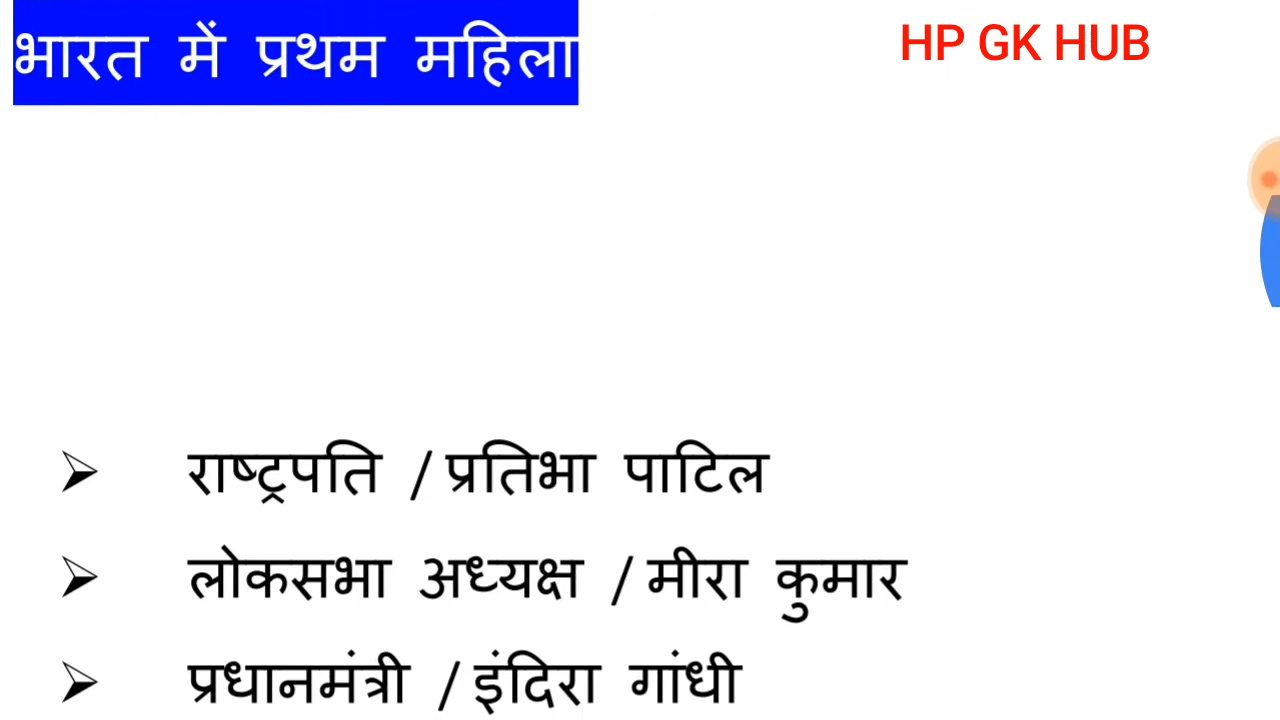 भारत में प्रथम महिला
HP GK HUB
राष्ट्रपति / प्रतिभा पाटिल
लोकसभा अध्यक्ष / मीरा कुमार
प्रधानमंत्री / इंदिरा गांधी